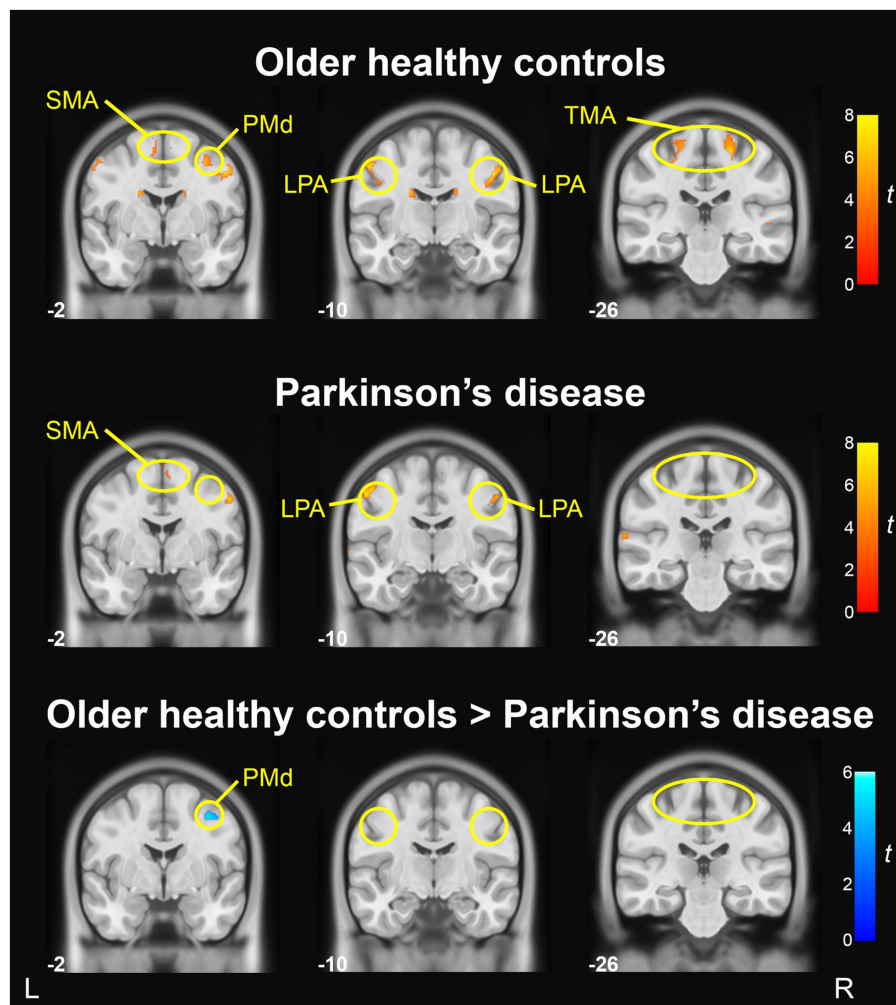 Older healthy controls
SMA
PMd
LPA
LPA
TMA
8
6
4
2
0
t
-2
-10
-26
Parkinson’s disease
SMA
LPA
LPA
8
6
4
2
0
t
-2
-10
-26
Older healthy controls > Parkinson’s disease
PMd
6
4
2
0
t
-2
-10
-26
L
R